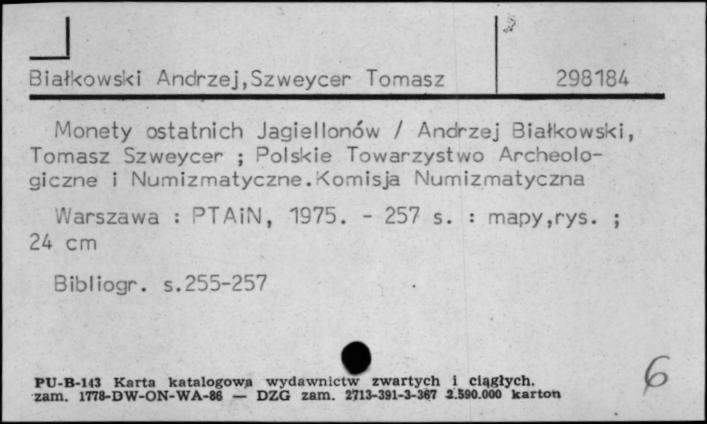 Białkowski Andrzej,Szweycer Tomasz 298184
Monety ostatnich Jagiellonów / Andrzej Białkowski,
Tomasz Szweycer ; Polskie Towarzystwo Archeolo-
giczne i Numizmatyczne.Komisja Numizmatyczna
Warszawa : PTAiN, 1975. - 257 s. : mapy,rys. ;
24 cm
Bibliogr. s.255-257
PU-B-143 Karta katalogowa wydawnictw zwartych i ciągłych.
zam. 1778-DW-ON-WA-86 — DZG zam. 2713-391-3-367 2.590.000 karton
6